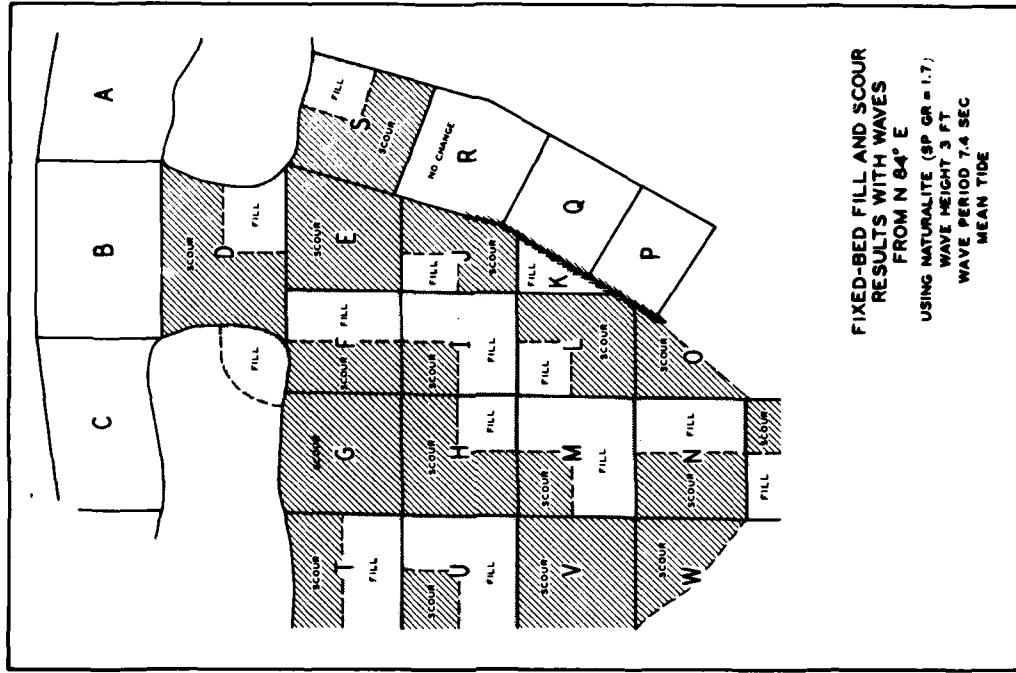 A
B
C
FILL
S
SCOUR
SCOUR
D
FILL
FILL
NO CHANGE
R
SCOUR
E
FILL
F
SCOUR
SCOUR
G
SCOUR
T
FILL
Q
FILL
J
SCOUR
SCOUR
I
FILL
SCOUR
H
FILL
SCOUR
U
FILL
P
FILL
K
FILL
L
SCOUR
SCOUR
M
FILL
SCOUR
V
SCOUR
O
FILL
N
SCOUR
SCOUR
W
SCOUR
FILL
FIXED-BED FILL AND SCOUR
RESULTS WITH WAVES
FROM N 84° E
USING NATURALITE (SP GR = 1.7)
WAVE HEIGHT 3 FT
WAVE PERIOD 7.4 SEC
MEAN TIDE